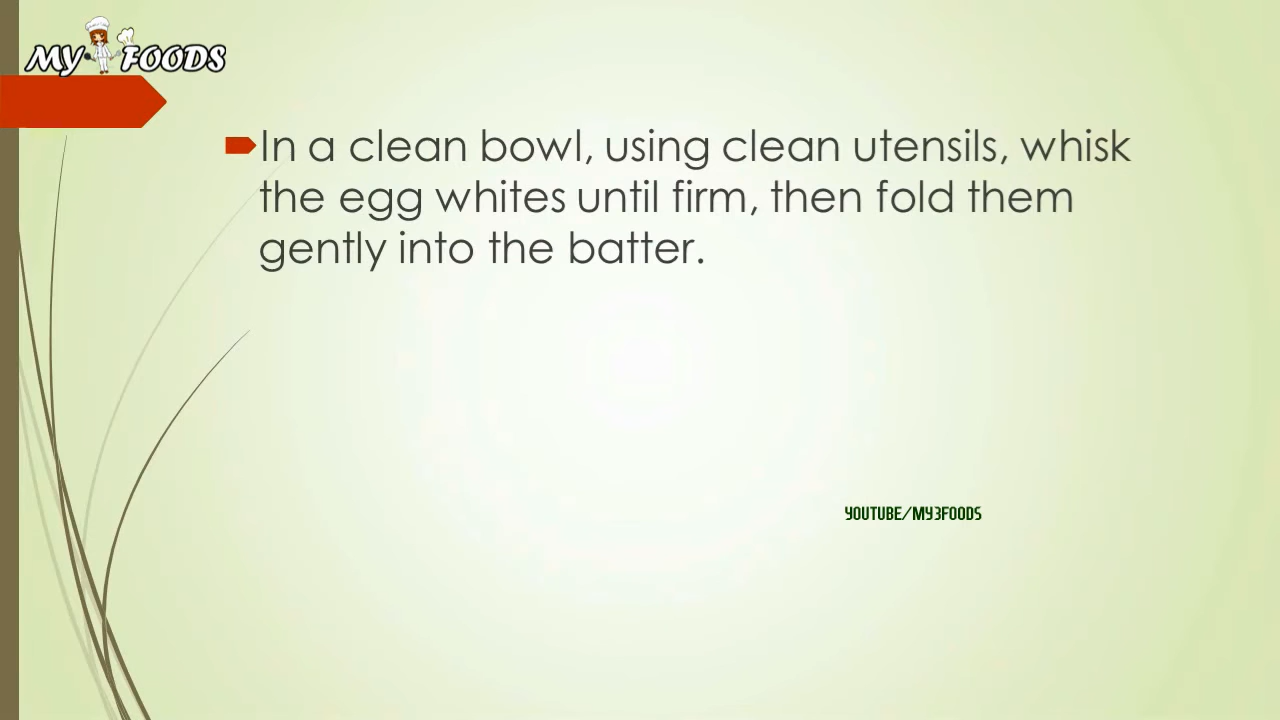 MY FOODS
In a clean bowl, using clean utensils, whisk
the egg whites until firm, then fold them
gently into the batter.
YOUTUBE/MY3FOODS